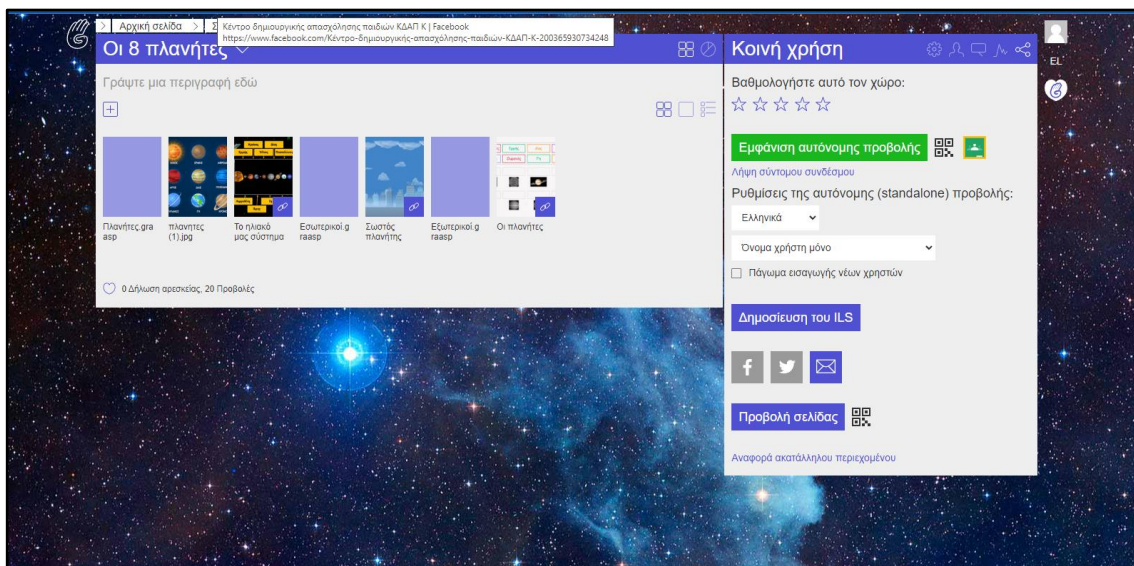 > Αρχική σελίδα > Σ
Κέντρο δημιουργικής απασχόλησης παιδιών ΚΔΑΠ Κ | Facebook
https://www.facebook.com/Κέντρο-δημιουργικής-απασχόλησης-παιδιών-ΚΔΑΠ-Κ-200365930734248
Οι 8 πλανήτες
Γράψτε μια περιγραφή εδώ
Πλανήτες.gra
asp
πλανητες
(1).jpg
Το ηλιακό
μας σύστημα
Εσωτερικοί.g
raasp
Σωστός
πλανήτης
Εξωτερικοί.g
raasp
Οι πλανήτες
0 Δήλωση αρεσκείας, 20 Προβολές
Κοινή χρήση
Βαθμολογήστε αυτό τον χώρο:
Εμφάνιση αυτόνομης προβολής
Λήψη σύντομου συνδέσμου
Ρυθμίσεις της αυτόνομης (standalone) προβολής:
Ελληνικά
Όνομα χρήστη μόνο
Πάγωμα εισαγωγής νέων χρηστών
Δημοσίευση του ILS
Προβολή σελίδας
Αναφορά ακατάλληλου περιεχομένου
EL